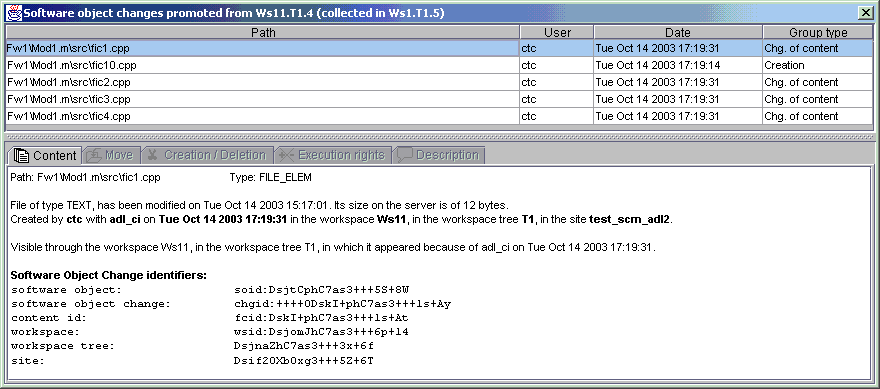 Software object changes promoted from Ws11.T1.4 (collected in Ws1.T1.5)
Path User Date Group type
Fw1\Mod1.m\src\fic1.cpp ctc Tue Oct 14 2003 17:19:31 Chg. of content
Fw1\Mod1.m\src\fic10.cpp ctc Tue Oct 14 2003 17:19:14 Creation
Fw1\Mod1.m\src\fic2.cpp ctc Tue Oct 14 2003 17:19:31 Chg. of content
Fw1\Mod1.m\src\fic3.cpp ctc Tue Oct 14 2003 17:19:31 Chg. of content
Fw1\Mod1.m\src\fic4.cpp ctc Tue Oct 14 2003 17:19:31 Chg. of content
Content Move Creation / Deletion Execution rights Description
Path: Fw1\Mod1.m\src\fic1.cpp Type: FILE_ELEM
File of type TEXT, has been modified on Tue Oct 14 2003 15:17:01. Its size on the server is of 12 bytes.
Created by ctc with adl_ci on Tue Oct 14 2003 17:19:31 in the workspace Ws11, in the workspace tree T1, in the site test_scm_adl2.
Visible through the workspace Ws11, in the workspace tree T1, in which it appeared because of adl_ci on Tue Oct 14 2003 17:19:31.
Software Object Change identifiers:
software object: soid:DsjtCphC7as3+++5S+8W
software object change: chgid:++++0DskI+phC7as3+++ls+Ay
content id: fcid:DskI+phC7as3+++ls+At
workspace: wsid:DsjomJhC7as3+++6p+l4
workspace tree: DsjnaZhC7as3+++3x+6f
site: Dsif20Xb0xg3+++5Z+6T